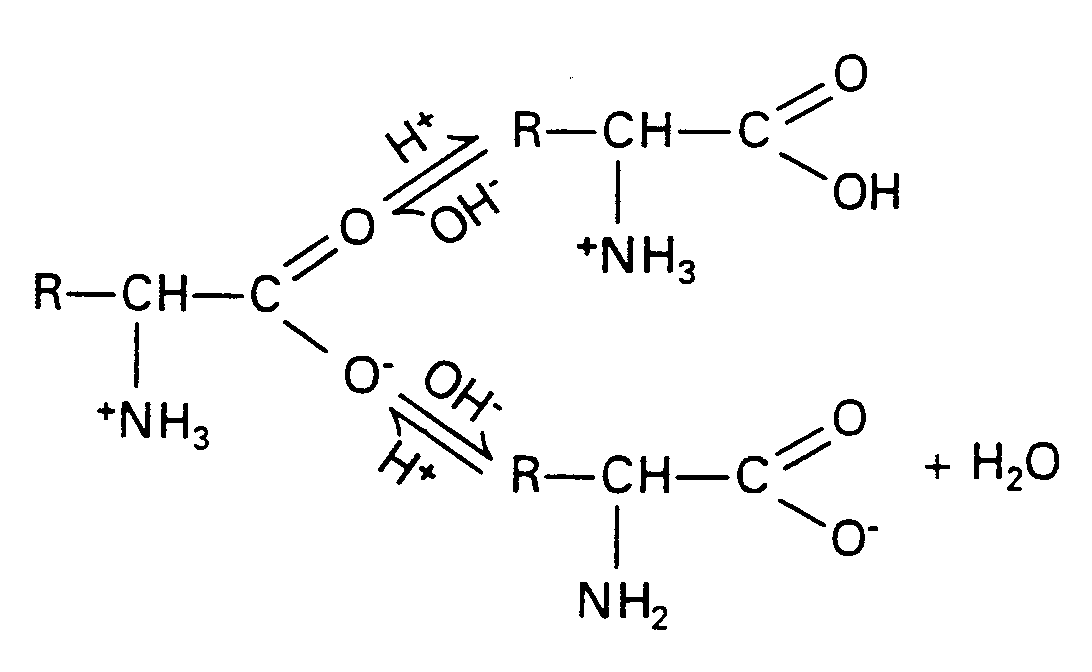 R—CH—C
O
OH
⁺NH₃
H⁺
OH⁻
R—CH—C
O
O⁻
⁺NH₃
OH⁻
H⁺
R—CH—C
O
O⁻
NH₂
+ H₂O